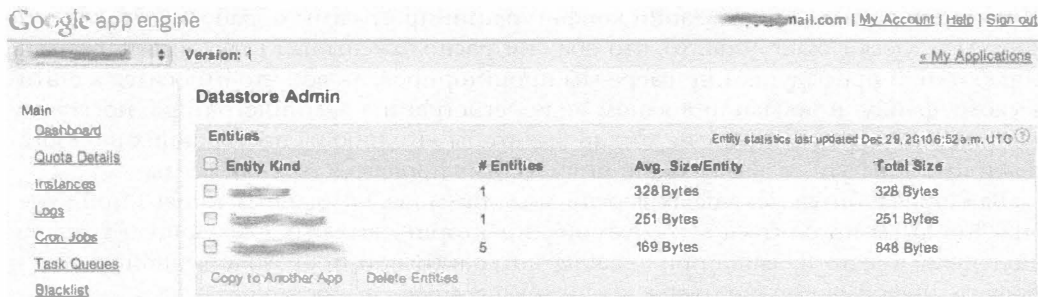 Google app engine
mail.com | My Account | Help | Sign out
Version: 1
« My Applications
Datastore Admin
Main
Dashboard
Quota Details
Instances
Logs
Cron Jobs
Task Queues
Blacklist
Entities
Entity statistics last updated Dec 29, 2010 6:52 a.m. UTC
Entity Kind # Entities Avg. Size/Entity Total Size
1 328 Bytes 328 Bytes
1 251 Bytes 251 Bytes
5 169 Bytes 848 Bytes
Copy to Another App Delete Entities